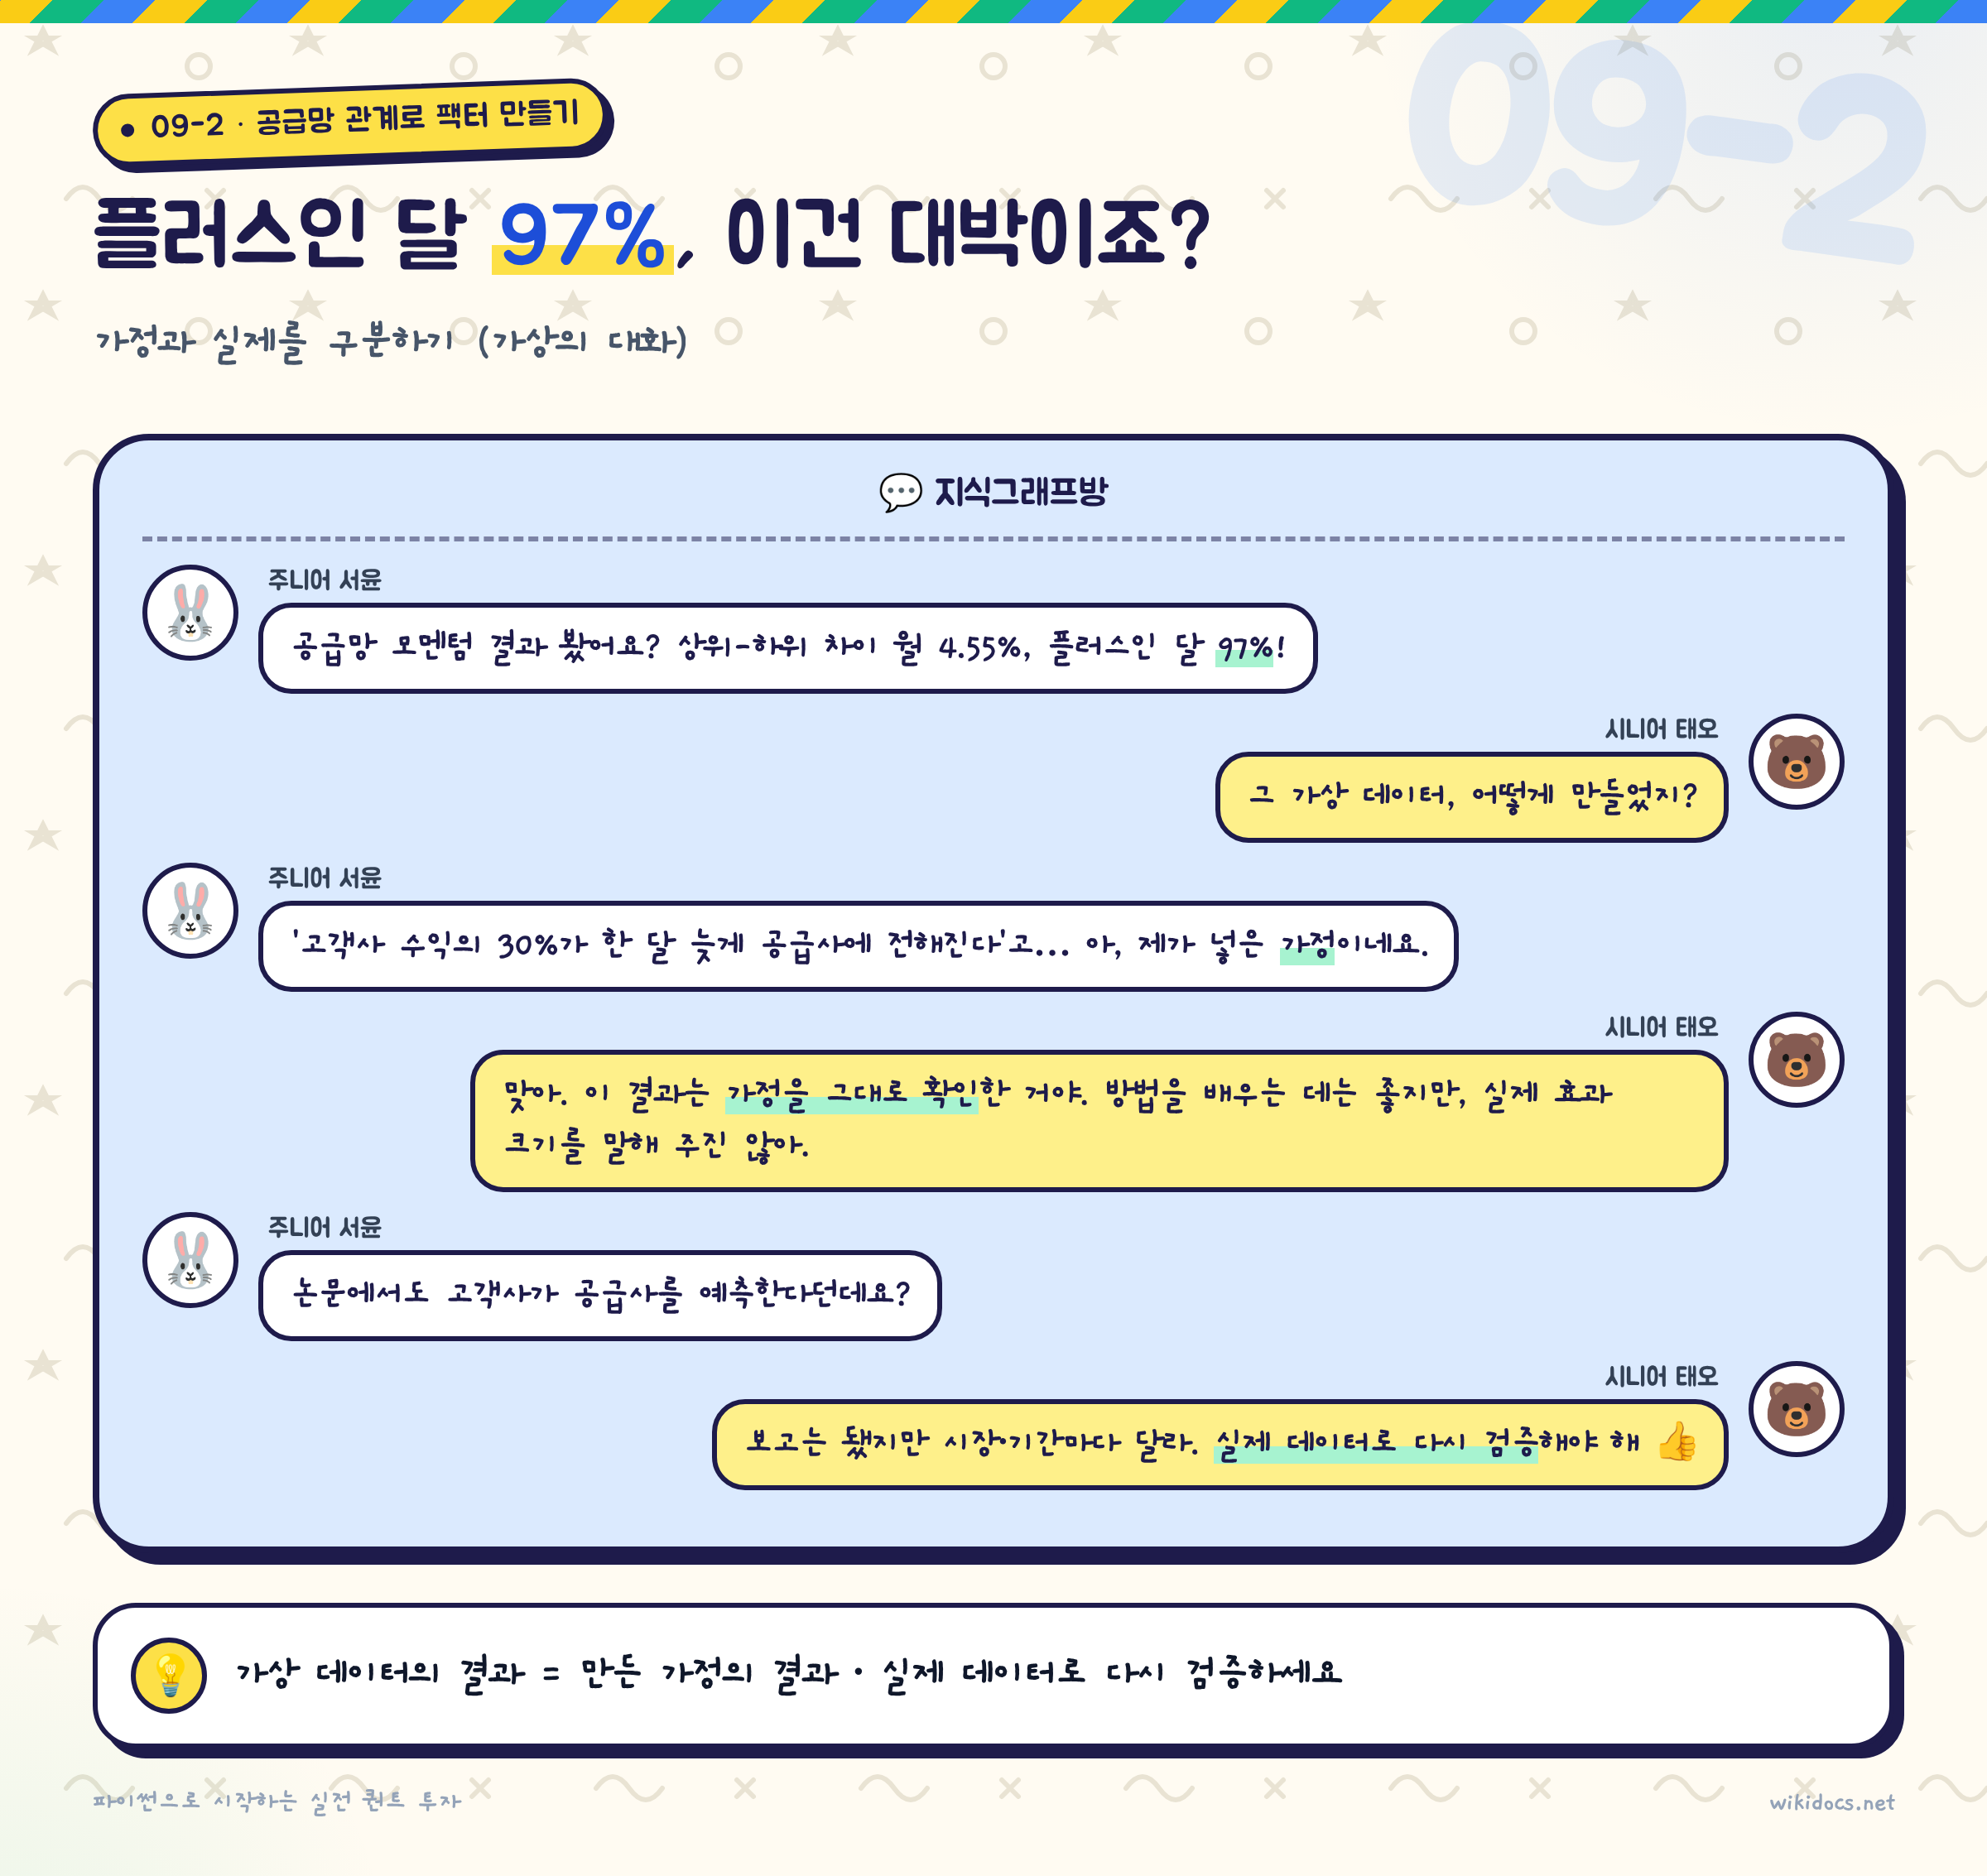 09-2
09-2 · 공급망 관계로 팩터 만들기
플러스인 달 97%, 이건 대박이죠?
가정과 실제를 구분하기 (가상의 대화)
💬 지식그래프방
주니어 서윤
공급망 모멘텀 결과 봤어요? 상위-하위 차이 월 4.55%, 플러스인 달 97%!
시니어 태오
그 가상 데이터, 어떻게 만들었지?
주니어 서윤
'고객사 수익의 30%가 한 달 늦게 공급사에 전해진다'고... 아, 제가 넣은 가정이네요.
시니어 태오
맞아. 이 결과는 가정을 그대로 확인한 거야. 방법을 배우는 데는 좋지만, 실제 효과
크기를 말해 주진 않아.
주니어 서윤
논문에서도 고객사가 공급사를 예측한다던데요?
시니어 태오
보고는 됐지만 시장·기간마다 달라. 실제 데이터로 다시 검증해야 해 👍
가상 데이터의 결과 = 만든 가정의 결과 · 실제 데이터로 다시 검증하세요
파이썬으로 시작하는 실전 퀀트 투자
wikidocs.net